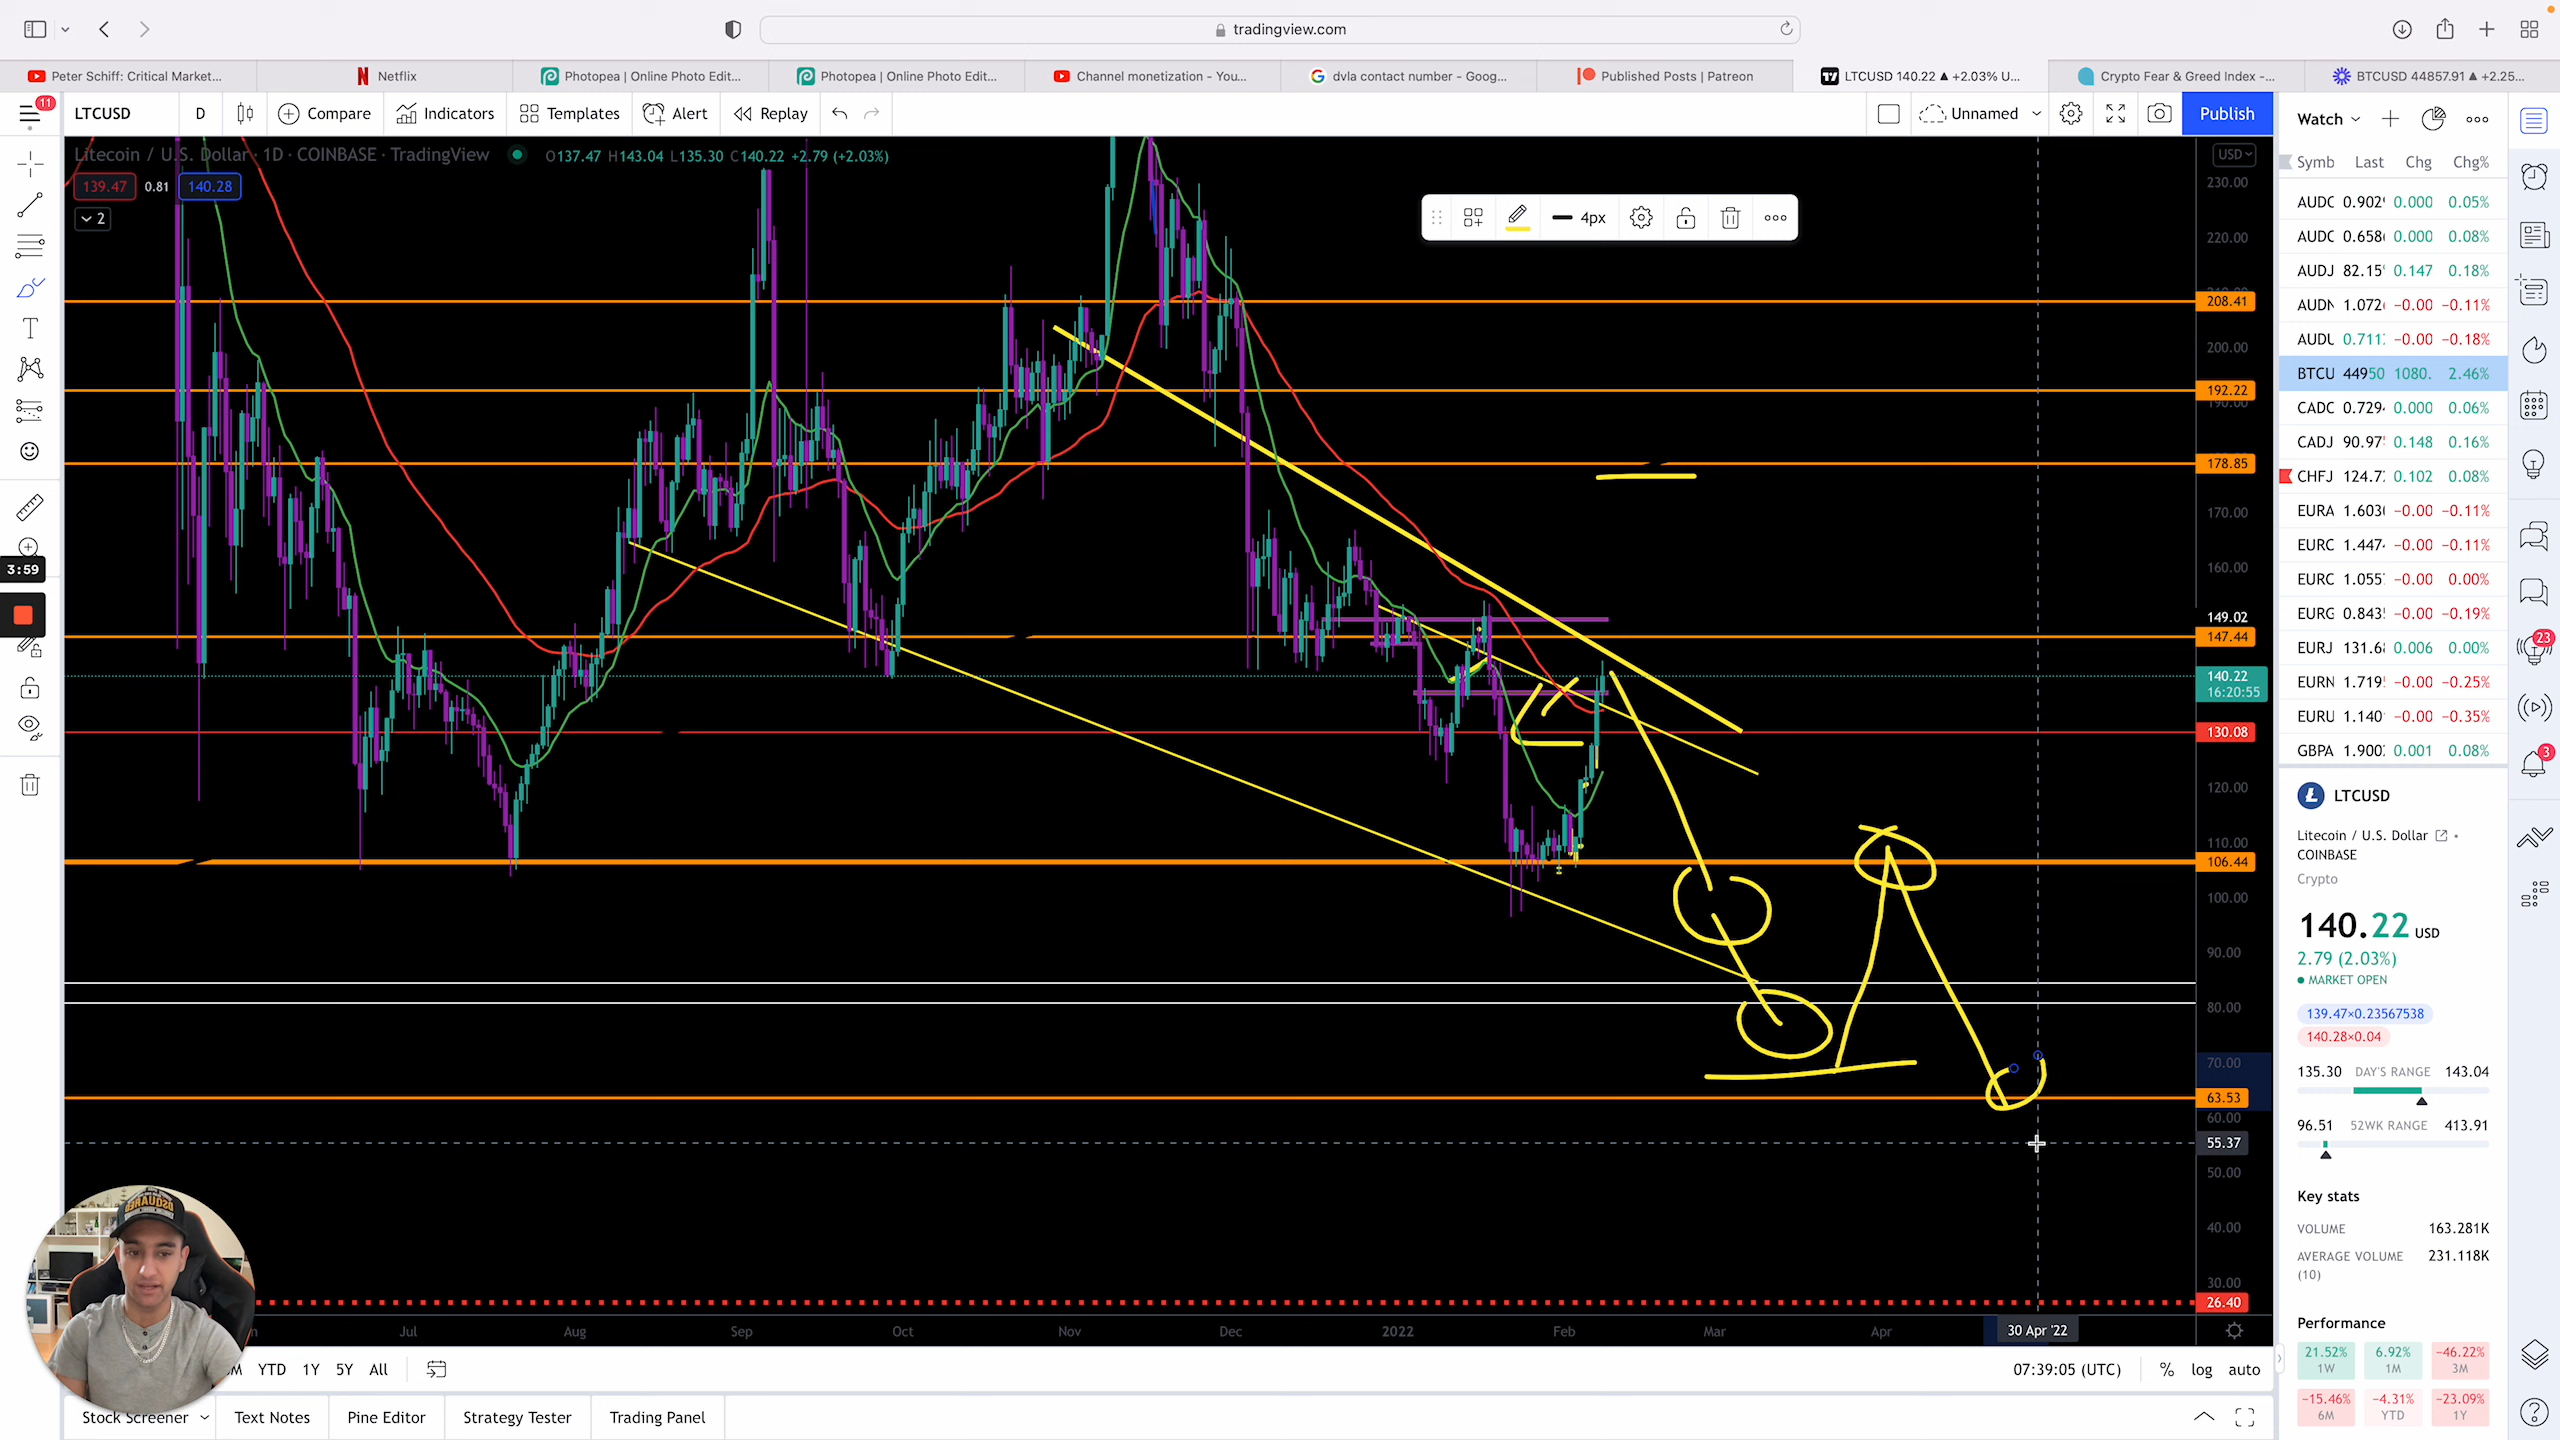 tradingview.com
Peter Schiff: Critical Market...
Netflix
Photopea | Online Photo Edit...
Photopea | Online Photo Edit...
Channel monetization - You...
dvla contact number - Goog...
Published Posts | Patreon
LTCUSD 140.22 ▲ +2.03% U...
Crypto Fear & Greed Index -...
BTCUSD 44857.91 ▲ +2.25...
11
LTCUSD
D
Compare
Indicators
Templates
Alert
Replay
Unnamed
Publish
Litecoin / U.S. Dollar · 1D · COINBASE · TradingView
O137.47 H143.04 L135.30 C140.22 +2.79 (+2.03%)
139.47 0.81 140.28
2
4px
USD
230.00
220.00
208.41
200.00
192.22
190.00
178.85
170.00
160.00
149.02
147.44
140.22
16:20:55
130.08
120.00
110.00
106.44
100.00
90.00
80.00
70.00
63.53
60.00
55.37
50.00
40.00
30.00
26.40
3:59
Jul Aug Sep Oct Nov Dec 2022 Feb Mar Apr 30 Apr '22
YTD 1Y 5Y All
07:39:05 (UTC) % log auto
Stock Screener Text Notes Pine Editor Strategy Tester Trading Panel
Watch
Symb Last Chg Chg%
AUDC 0.902 0.000 0.05%
AUDC 0.658 0.000 0.08%
AUDJ 82.15 0.147 0.18%
AUDN 1.072 −0.00 −0.11%
AUDU 0.711 −0.00 −0.18%
BTCU 44950 1080. 2.46%
CADC 0.729 0.000 0.06%
CADJ 90.97 0.148 0.16%
CHFJ 124.7 0.102 0.08%
EURA 1.603 −0.00 −0.11%
EURC 1.447 −0.00 −0.11%
EURC 1.055 −0.00 0.00%
EURG 0.843 −0.00 −0.19%
EURJ 131.6 0.006 0.00%
EURN 1.719 −0.00 −0.25%
EURU 1.140 −0.00 −0.35%
GBPA 1.900 0.001 0.08%
23
3
LTCUSD
Litecoin / U.S. Dollar
COINBASE
Crypto
140.22 USD
2.79 (2.03%)
MARKET OPEN
139.47×0.23567538
140.28×0.04
135.30 DAY'S RANGE 143.04
96.51 52WK RANGE 413.91
Key stats
VOLUME 163.281K
AVERAGE VOLUME 231.118K
(10)
Performance
21.52% 6.92% −46.22%
1W 1M 3M
−15.46% −4.31% −23.09%
6M YTD 1Y